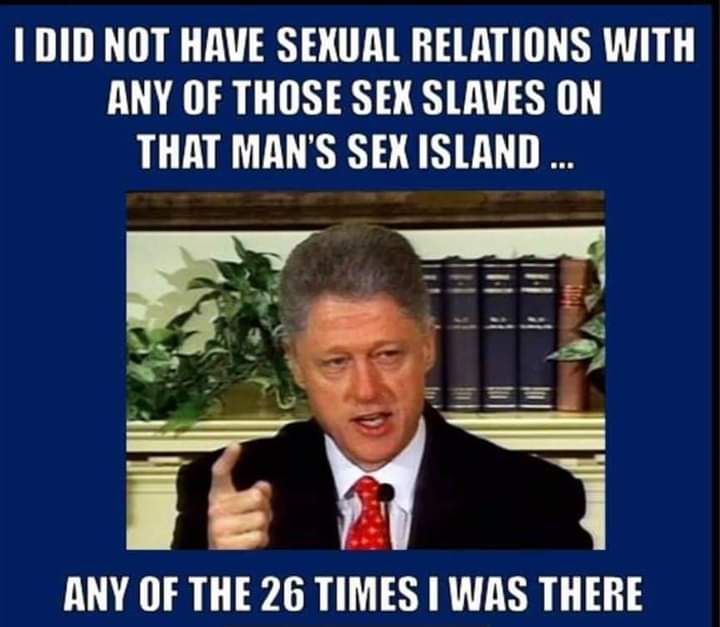 I DID NOT HAVE SEXUAL RELATIONS WITH
ANY OF THOSE SEX SLAVES ON
THAT MAN'S SEX ISLAND ...
ANY OF THE 26 TIMES I WAS THERE